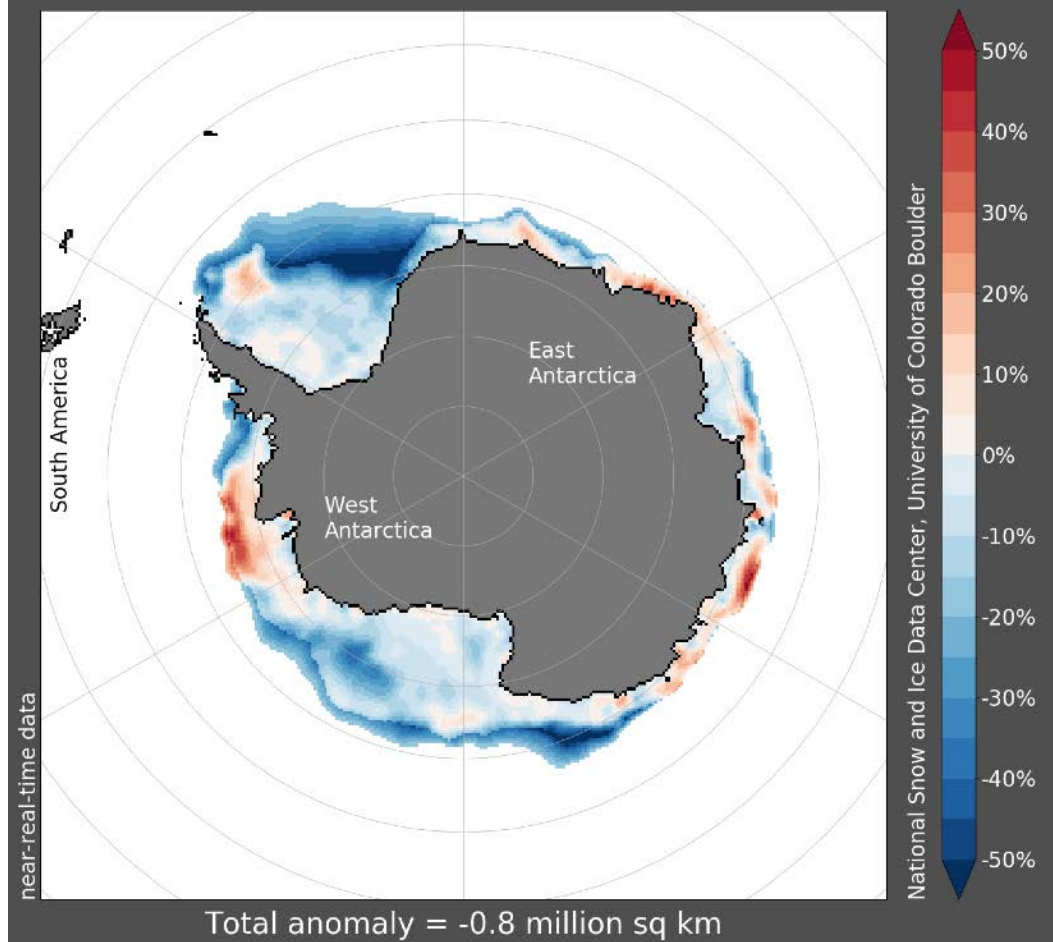 50%
40%
30%
20%
10%
0%
-10%
-20%
-30%
-40%
-50%
National Snow and Ice Data Center, University of Colorado Boulder
East
Antarctica
West
Antarctica
South America
near-real-time data
Total anomaly = -0.8 million sq km